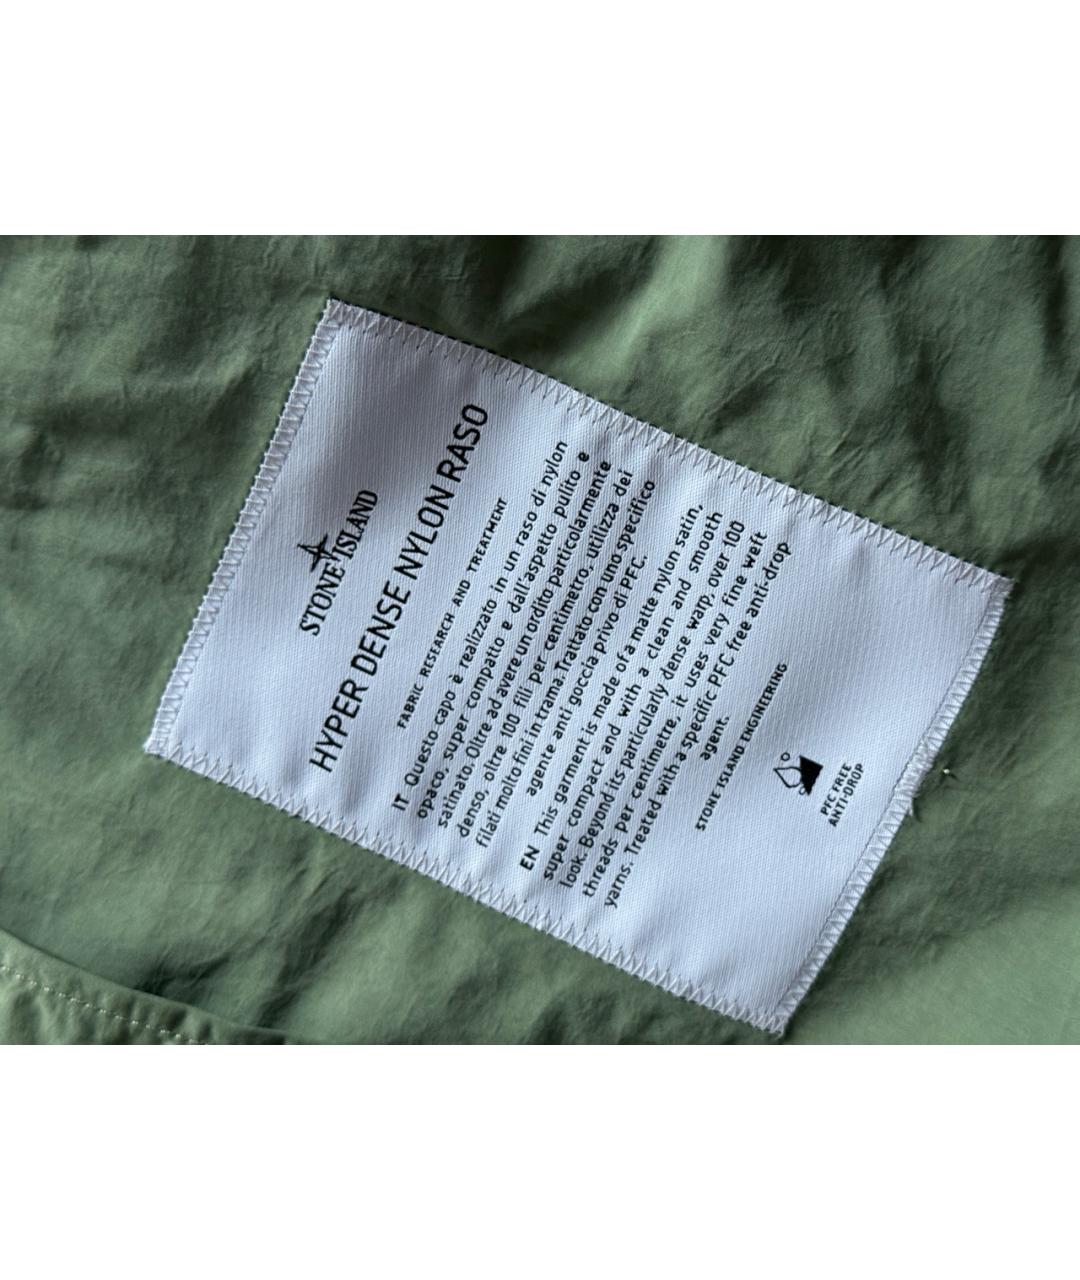 STONE ISLAND
HYPER DENSE NYLON RASO
FABRIC RESEARCH AND TREATMENT
IT Questo capo è realizzato in un raso di nylon
opaco, super compatto e dall'aspetto pulito e
satinato. Oltre ad avere un ordito particolarmente
denso, oltre 100 fili per centimetro, utilizza dei
filati molto fini in trama. Trattato con uno specifico
agente anti goccia privo di PFC.
EN This garment is made of a matte nylon satin,
super compact and with a clean and smooth
look. Beyond its particularly dense warp, over 100
threads per centimetre, it uses very fine weft
yarns. Treated with a specific PFC free anti-drop
agent.
STONE ISLAND ENGINEERING
PFC FREE
ANTI-DROP